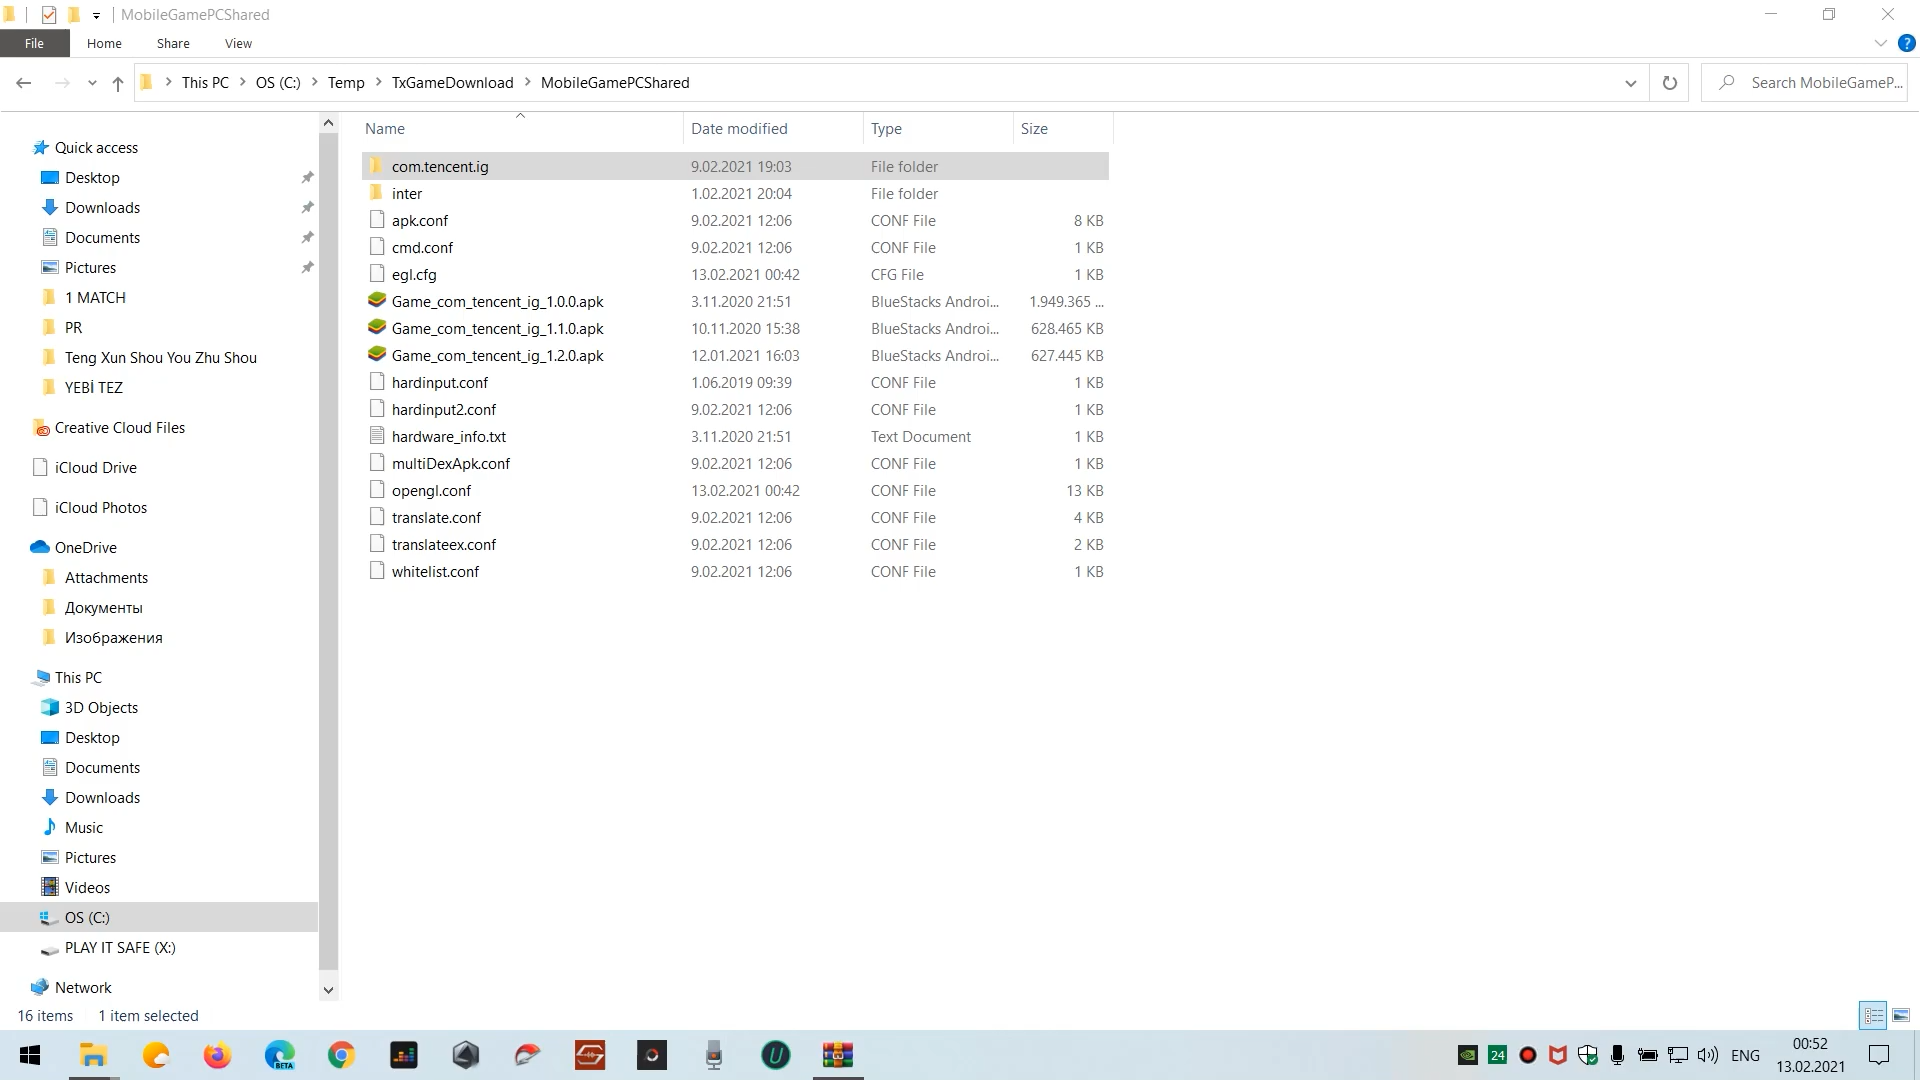 MobileGamePCShared
File Home Share View
This PC OS (C:) Temp TxGameDownload MobileGamePCShared Search MobileGameP...
Name Date modified Type Size
com.tencent.ig 9.02.2021 19:03 File folder
inter 1.02.2021 20:04 File folder
apk.conf 9.02.2021 12:06 CONF File 8 KB
cmd.conf 9.02.2021 12:06 CONF File 1 KB
egl.cfg 13.02.2021 00:42 CFG File 1 KB
Game_com_tencent_ig_1.0.0.apk 3.11.2020 21:51 BlueStacks Androi... 1.949.365 ...
Game_com_tencent_ig_1.1.0.apk 10.11.2020 15:38 BlueStacks Androi... 628.465 KB
Game_com_tencent_ig_1.2.0.apk 12.01.2021 16:03 BlueStacks Androi... 627.445 KB
hardinput.conf 1.06.2019 09:39 CONF File 1 KB
hardinput2.conf 9.02.2021 12:06 CONF File 1 KB
hardware_info.txt 3.11.2020 21:51 Text Document 1 KB
multiDexApk.conf 9.02.2021 12:06 CONF File 1 KB
opengl.conf 13.02.2021 00:42 CONF File 13 KB
translate.conf 9.02.2021 12:06 CONF File 4 KB
translateex.conf 9.02.2021 12:06 CONF File 2 KB
whitelist.conf 9.02.2021 12:06 CONF File 1 KB
Quick access
Desktop
Downloads
Documents
Pictures
1 MATCH
PR
Teng Xun Shou You Zhu Shou
YEBİ TEZ
Creative Cloud Files
iCloud Drive
iCloud Photos
OneDrive
Attachments
Документы
Изображения
This PC
3D Objects
Desktop
Documents
Downloads
Music
Pictures
Videos
OS (C:)
PLAY IT SAFE (X:)
Network
16 items 1 item selected
BETA
24
ENG
00:52
13.02.2021